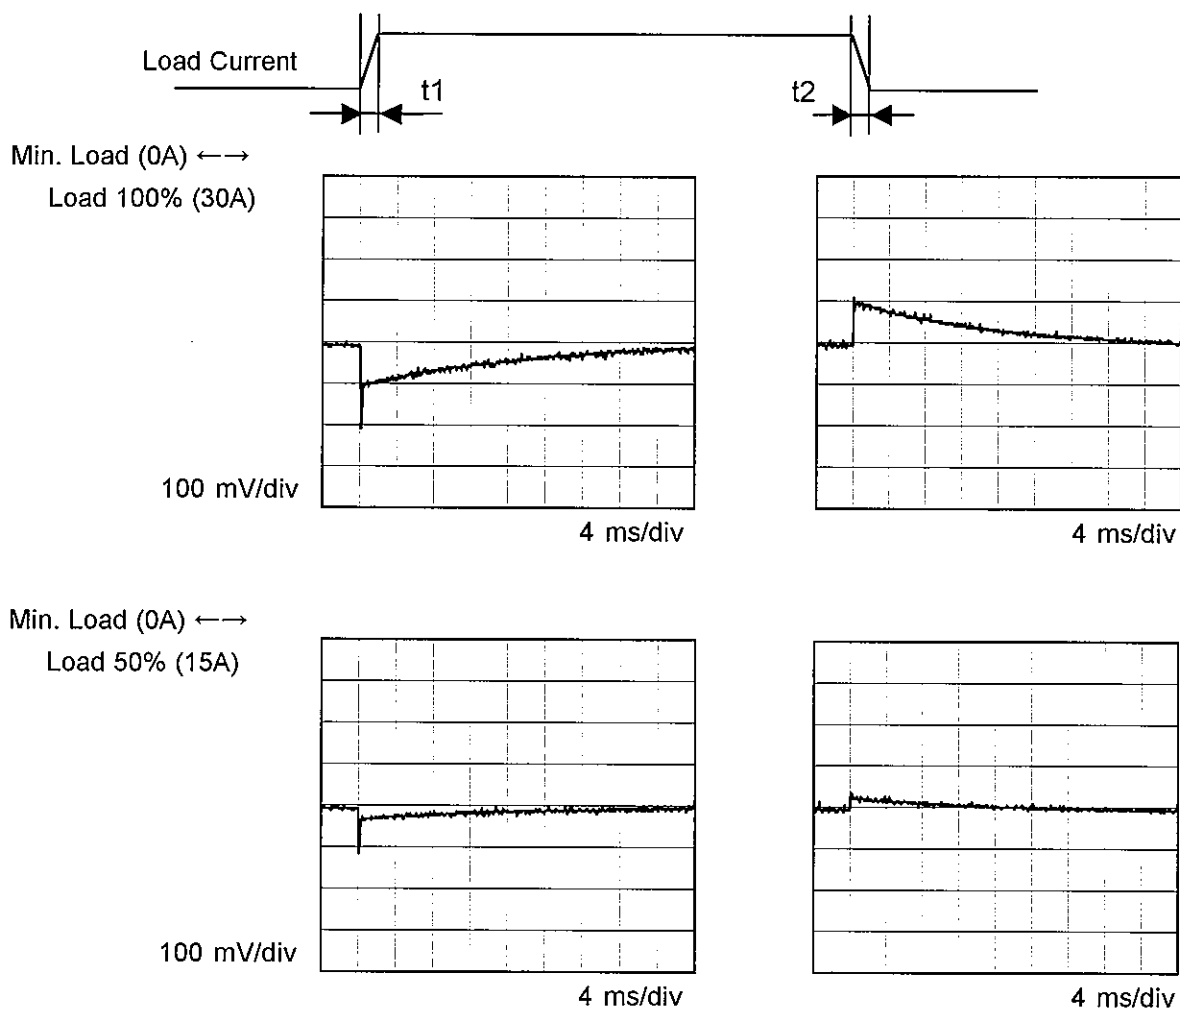 Load Current
t1
t2
Min. Load (0A) ←→
Load 100% (30A)
100 mV/div
4 ms/div
4 ms/div
Min. Load (0A) ←→
Load 50% (15A)
100 mV/div
4 ms/div
4 ms/div